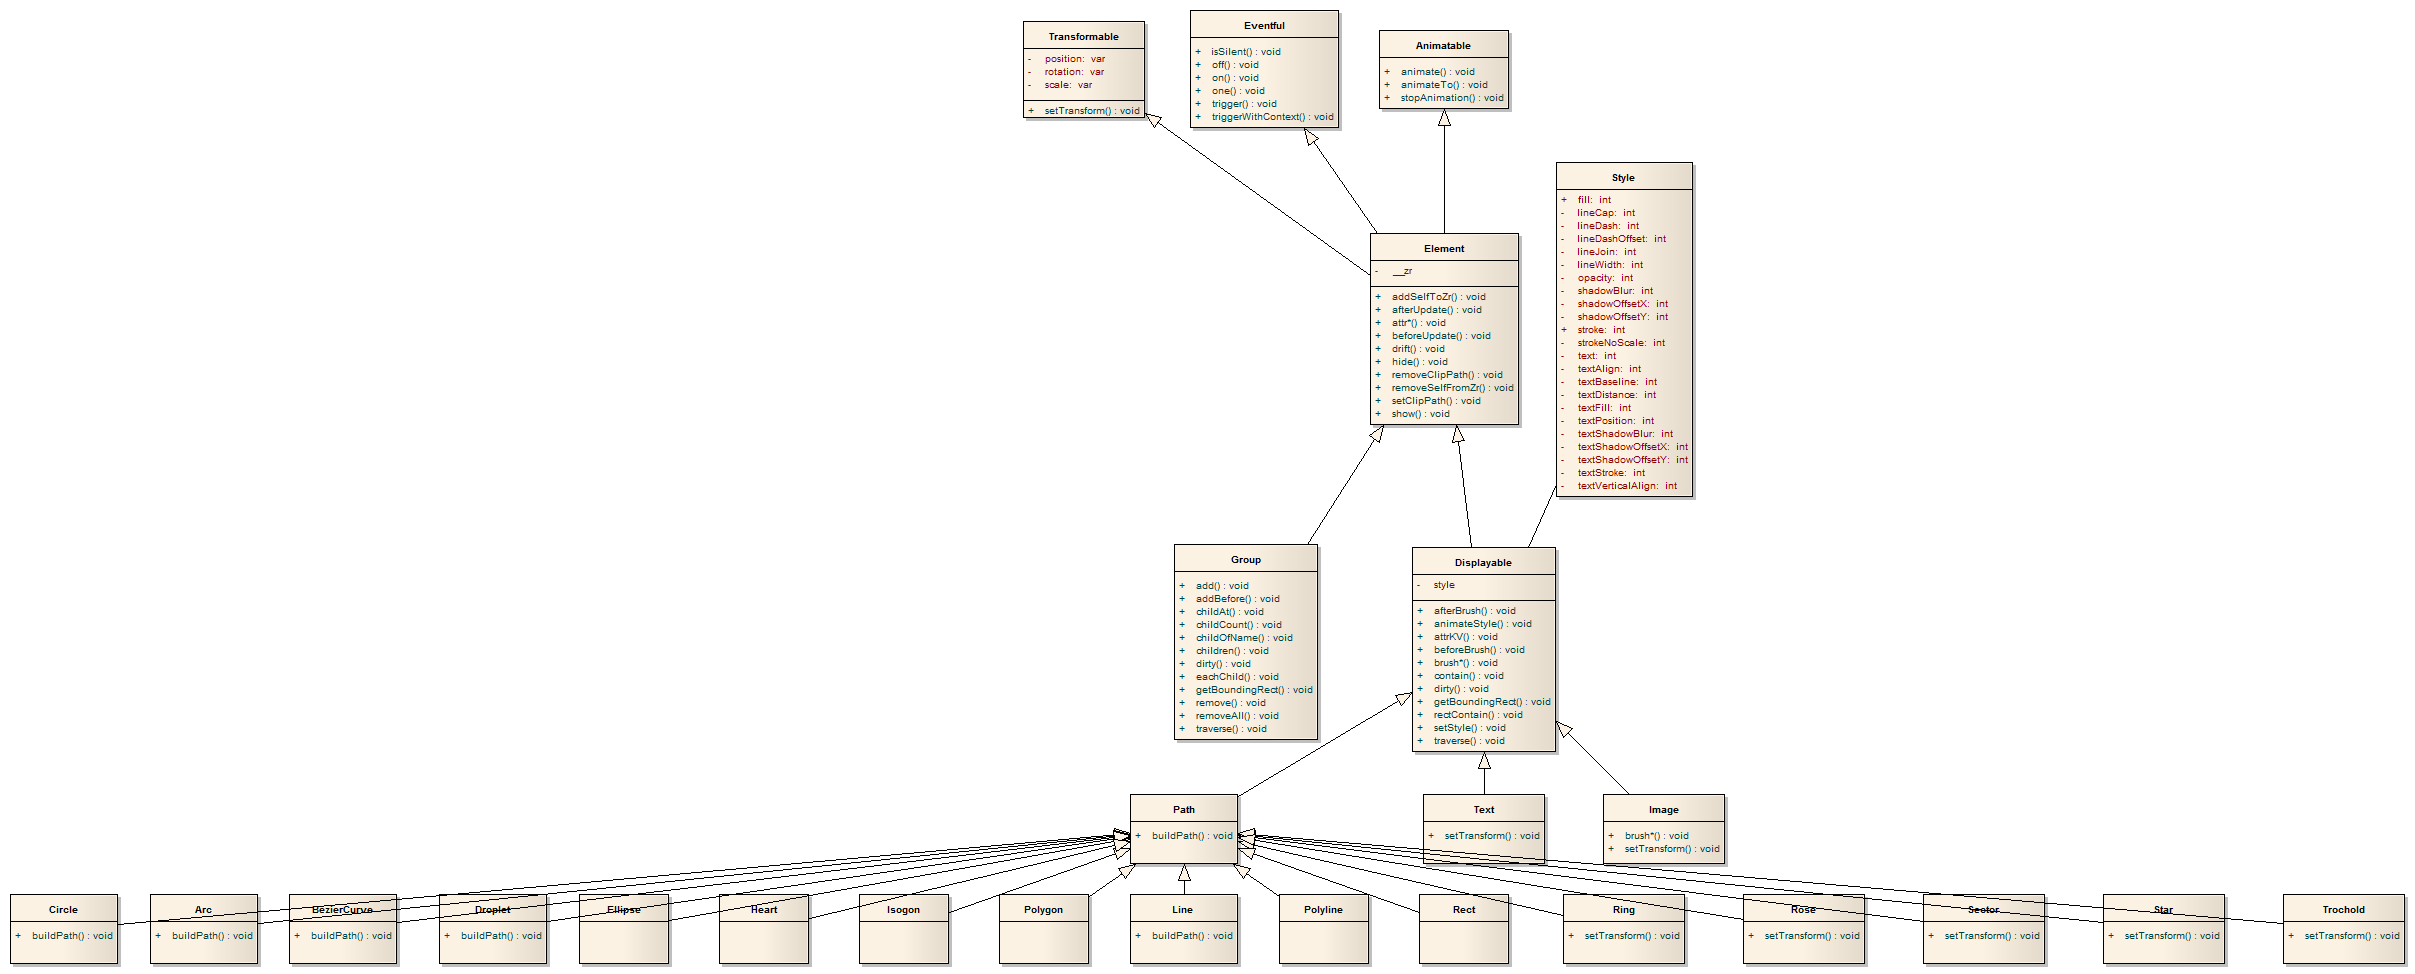 Transformable
- position: var
- rotation: var
- scale: var
+ setTransform() : void
Eventful
+ isSilent() : void
+ off() : void
+ on() : void
+ one() : void
+ trigger() : void
+ triggerWithContext() : void
Animatable
+ animate() : void
+ animateTo() : void
+ stopAnimation() : void
Style
+ fill: int
- lineCap: int
- lineDash: int
- lineDashOffset: int
- lineJoin: int
- lineWidth: int
- opacity: int
- shadowBlur: int
- shadowOffsetX: int
- shadowOffsetY: int
+ stroke: int
- strokeNoScale: int
- text: int
- textAlign: int
- textBaseline: int
- textDistance: int
- textFill: int
- textPosition: int
- textShadowBlur: int
- textShadowOffsetX: int
- textShadowOffsetY: int
- textStroke: int
- textVerticalAlign: int
Element
- __zr
+ addSelfToZr() : void
+ afterUpdate() : void
+ attr*() : void
+ beforeUpdate() : void
+ drift() : void
+ hide() : void
+ removeClipPath() : void
+ removeSelfFromZr() : void
+ setClipPath() : void
+ show() : void
Group
+ add() : void
+ addBefore() : void
+ childAt() : void
+ childCount() : void
+ childOfName() : void
+ children() : void
+ dirty() : void
+ eachChild() : void
+ getBoundingRect() : void
+ remove() : void
+ removeAll() : void
+ traverse() : void
Displayable
- style
+ afterBrush() : void
+ animateStyle() : void
+ attrKV() : void
+ beforeBrush() : void
+ brush*() : void
+ contain() : void
+ dirty() : void
+ getBoundingRect() : void
+ rectContain() : void
+ setStyle() : void
+ traverse() : void
Path
+ buildPath() : void
Text
+ setTransform() : void
Image
+ brush*() : void
+ setTransform() : void
Circle
+ buildPath() : void
Arc
+ buildPath() : void
BezierCurve
+ buildPath() : void
Droplet
+ buildPath() : void
Ellipse
Heart
Isogon
Polygon
Line
+ buildPath() : void
Polyline
Rect
Ring
+ setTransform() : void
Rose
+ setTransform() : void
Sector
+ setTransform() : void
Star
+ setTransform() : void
Trochold
+ setTransform() : void